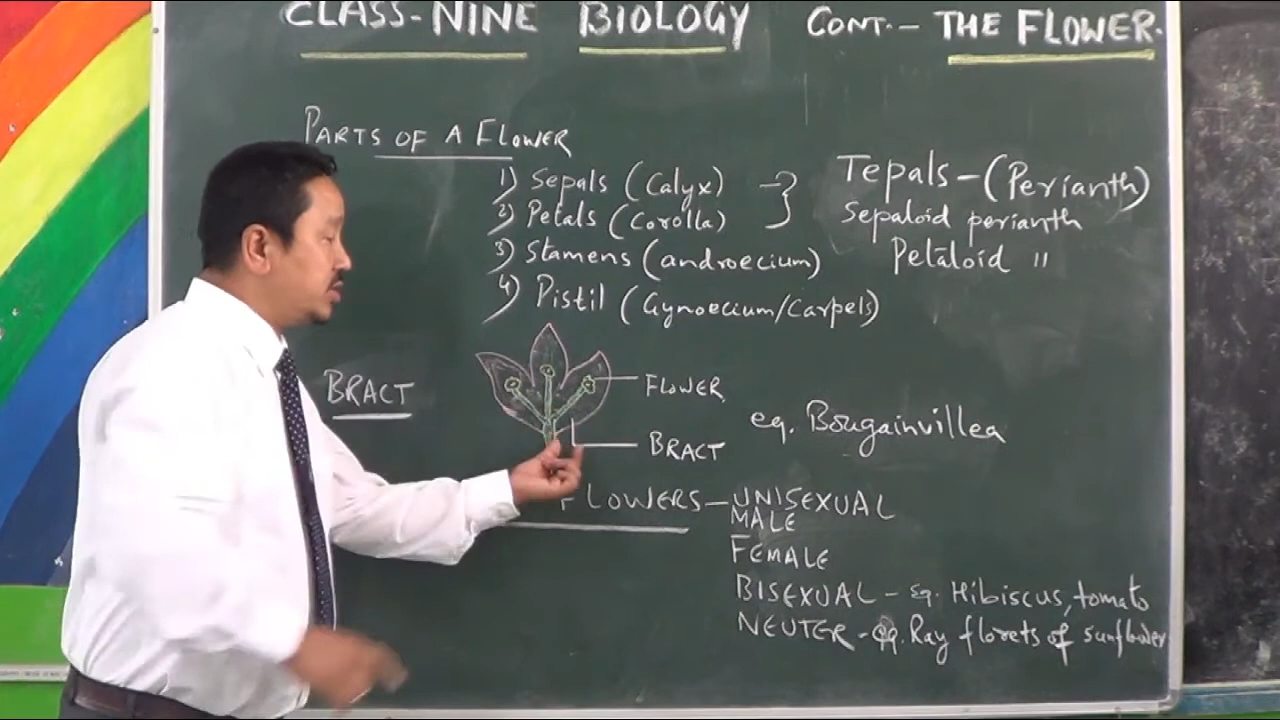 CLASS-NINE BIOLOGY CONT.- THE FLOWER.
PARTS OF A FLOWER
1) Sepals (Calyx)
2) Petals (Corolla)
3) Stamens (androecium)
4) Pistil (Gynoecium/Carpels)
Tepals-(Perianth)
Sepaloid perianth
Petaloid "
BRACT
FLOWER
BRACT
eg. Bougainvillea
FLOWERS-UNISEXUAL
MALE
FEMALE
BISEXUAL - eg. Hibiscus, tomato
NEUTER - eg. Ray florets of sunflower